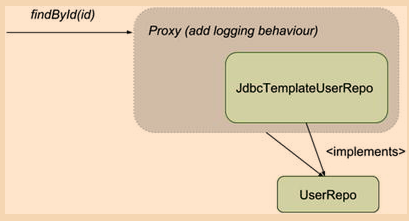 findById(id)
Proxy (add logging behaviour)
JdbcTemplateUserRepo
<implements>
UserRepo